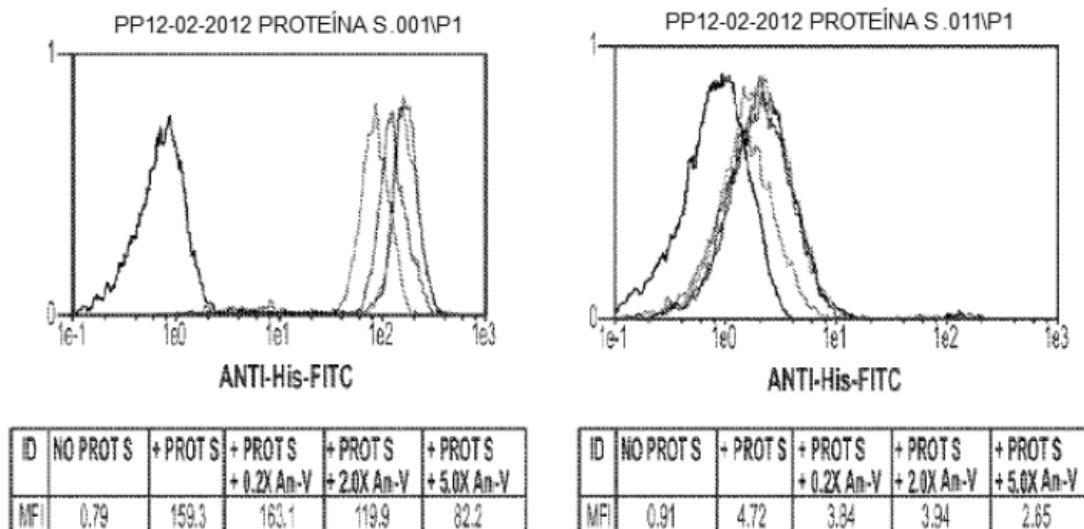 PP12-02-2012 PROTEÍNA S .001\P1
1
0
1e-1 1e0 1e1 1e2 1e3
ANTI-His-FITC
ID NO PROT S + PROT S + PROT S + 0.2X An-V + PROT S + 2.0X An-V + PROT S + 5.0X An-V
MFI 0.79 159.3 163.1 119.9 82.2
PP12-02-2012 PROTEÍNA S .011\P1
1
0
1e-1 1e0 1e1 1e2 1e3
ANTI-His-FITC
ID NO PROT S + PROT S + PROT S + 0.2X An-V + PROT S + 2.0X An-V + PROT S + 5.0X An-V
MFI 0.91 4.72 3.84 3.94 2.65